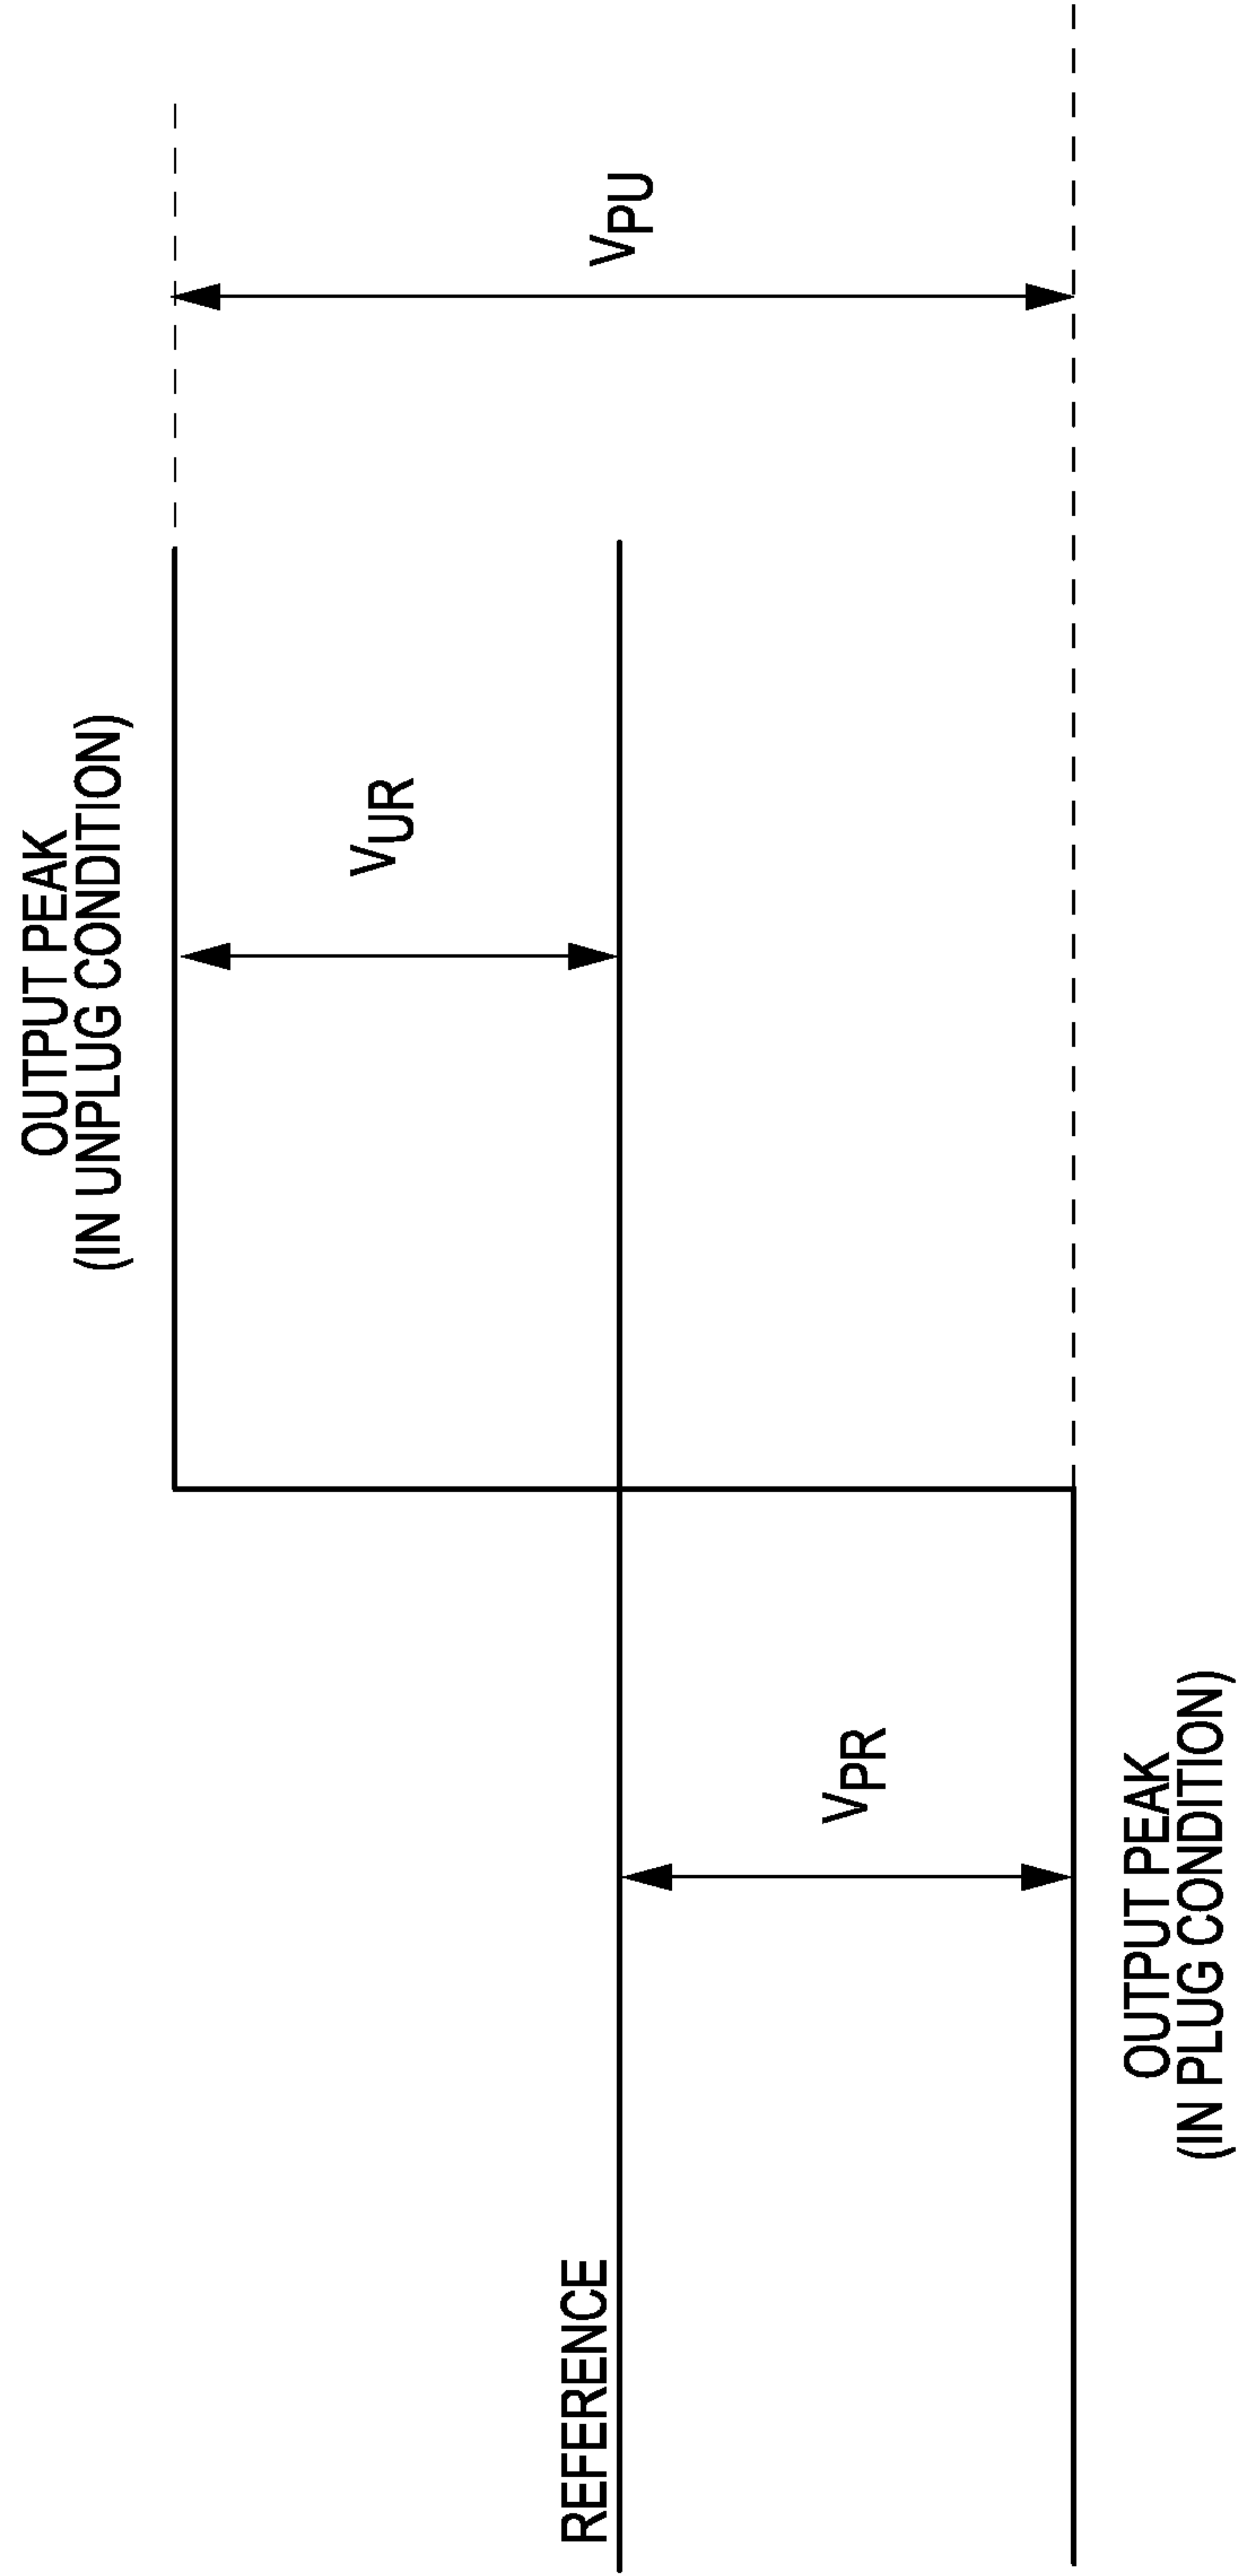 OUTPUT PEAK
(IN UNPLUG CONDITION)
VUR
VPU
REFERENCE
VPR
OUTPUT PEAK
(IN PLUG CONDITION)